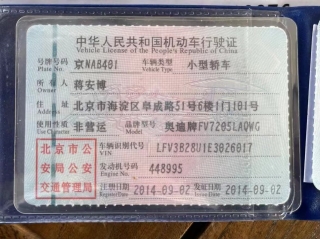 中华人民共和国机动车行驶证
Vehicle License of the People's Republic of China
号牌号码 京NA8481 车辆类型 小型轿车
Plate No. Vehicle Type
所有人 蒋安博
Owner
住址 北京市海淀区阜成路51号6楼1门101号
Address
使用性质 非营运 品牌型号 奥迪牌FV7205LAQWG
Use Character Model
北京市公
安局公安
交通管理局
车辆识别代号 LFV3B28U1E3026017
VIN
发动机号码 448995
Engine No.
注册日期 2014-09-02 发证日期 2014-09-02
Register Date Issue Date